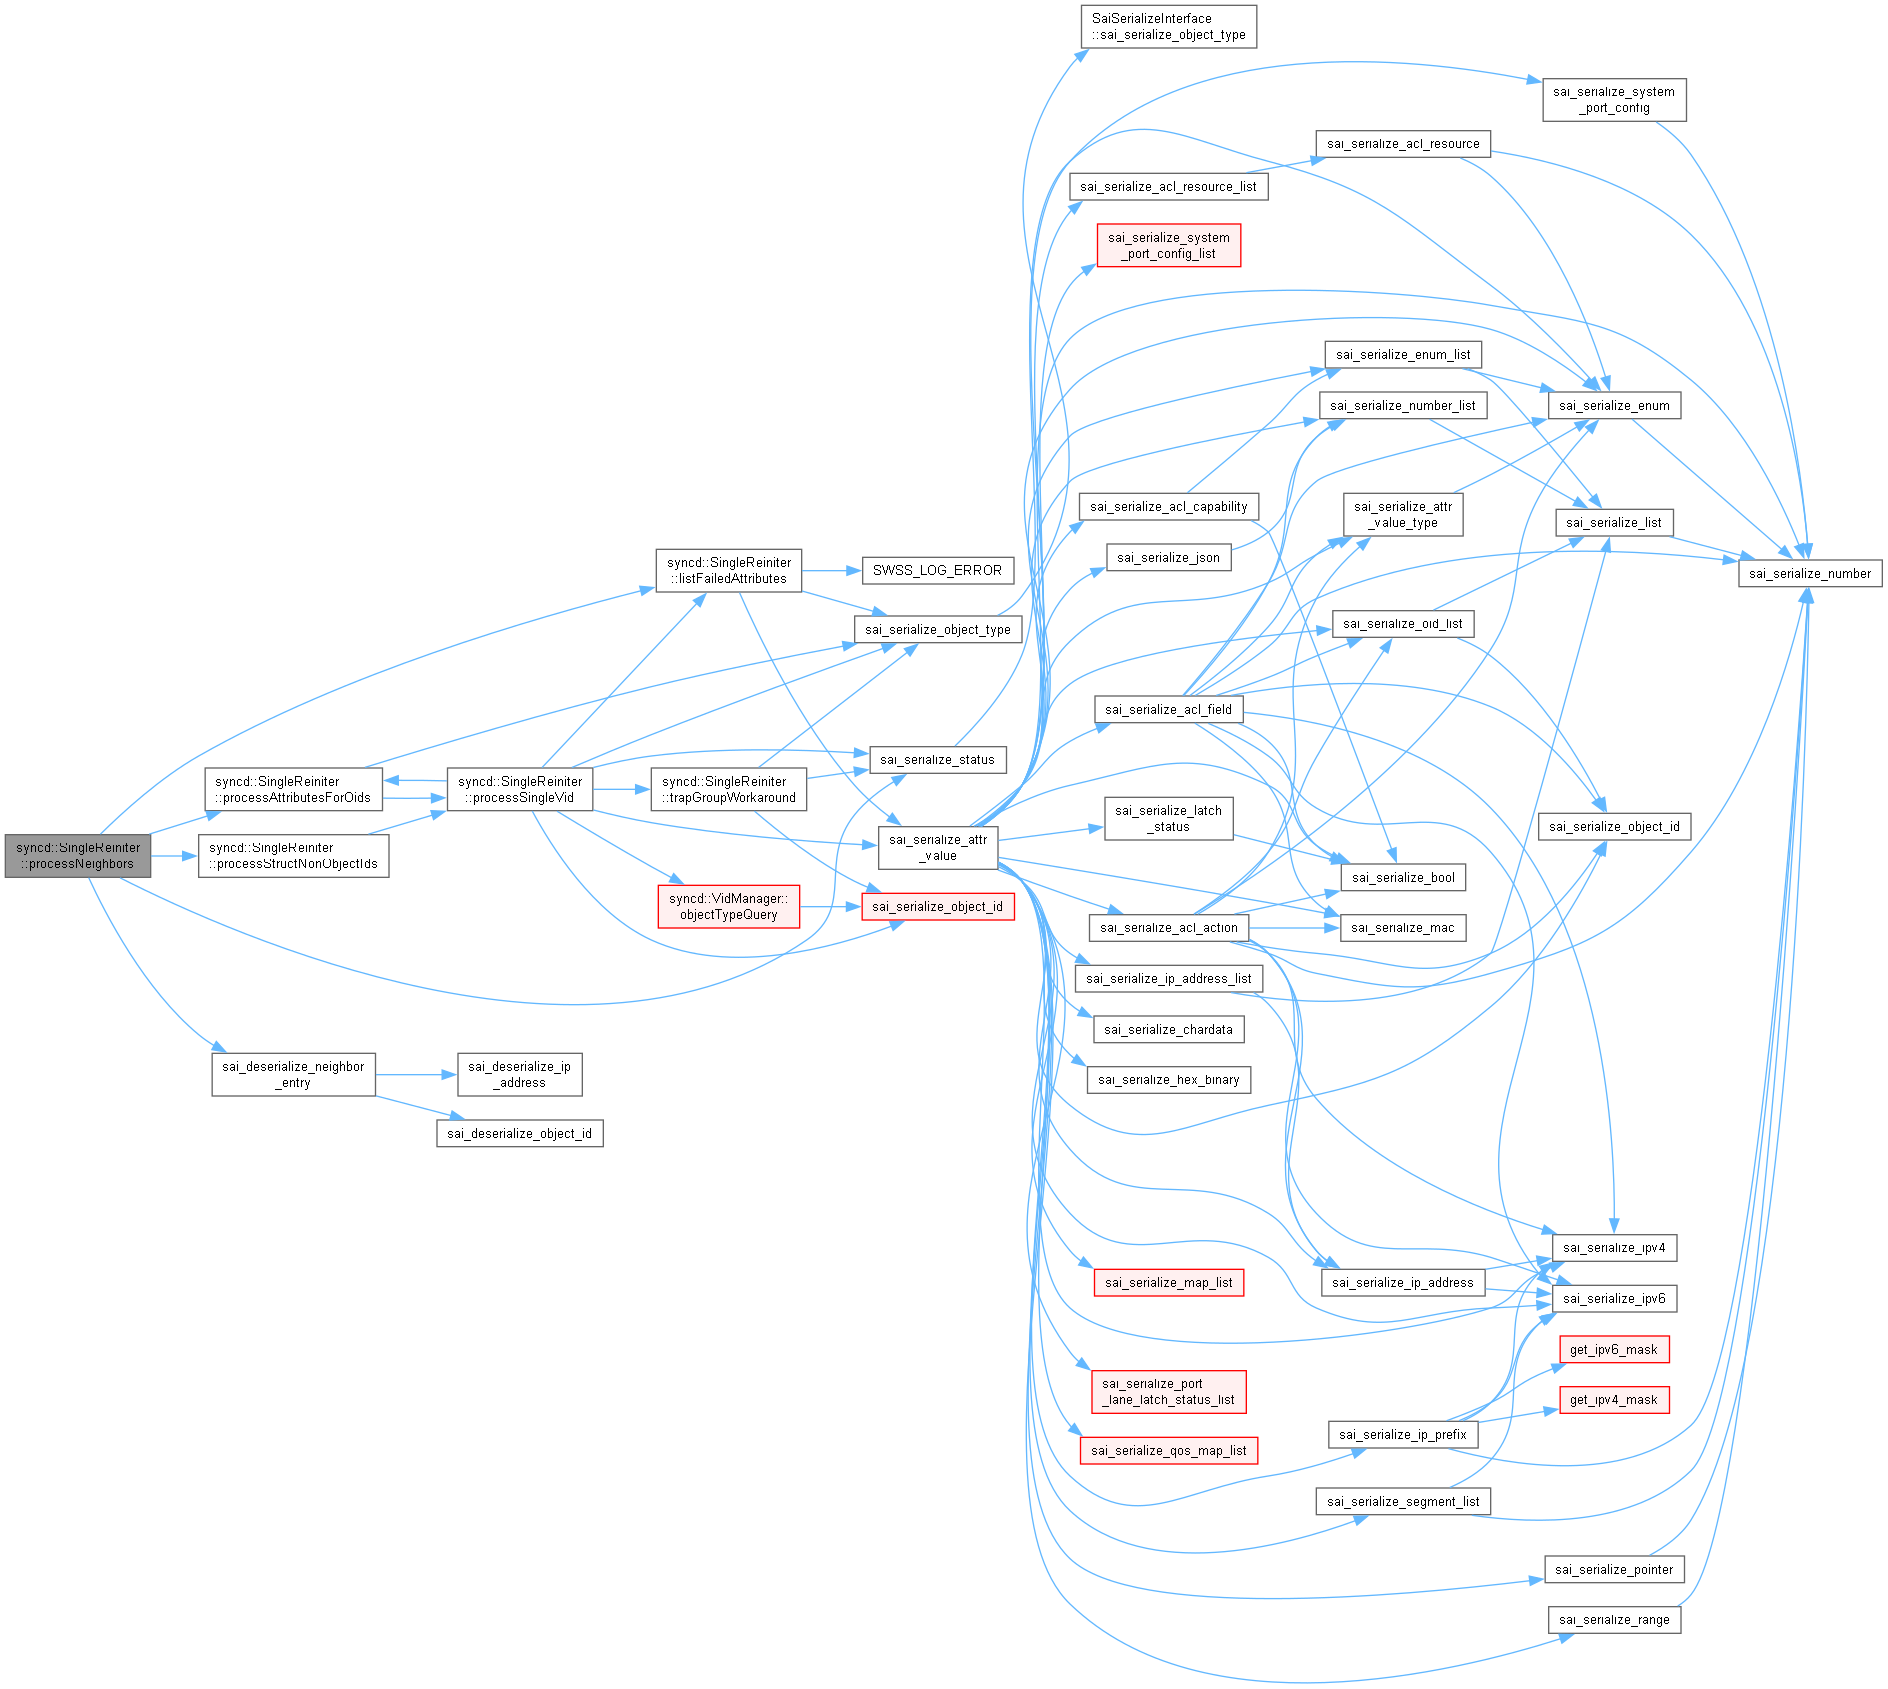 syncd::SingleReiniter
::processNeighbors
syncd::SingleReiniter
::listFailedAttributes
SWSS_LOG_ERROR
sai_serialize_object_type
syncd::SingleReiniter
::processAttributesForOids
syncd::SingleReiniter
::processSingleVid
syncd::SingleReiniter
::trapGroupWorkaround
sai_serialize_status
syncd::SingleReiniter
::processStructNonObjectIds
syncd::VidManager::
objectTypeQuery
sai_serialize_object_id
sai_serialize_attr
_value
sai_deserialize_neighbor
_entry
sai_deserialize_ip
_address
sai_deserialize_object_id
SaiSerializeInterface
::sai_serialize_object_type
sai_serialize_system
_port_config
sai_serialize_acl_resource
sai_serialize_acl_resource_list
sai_serialize_system
_port_config_list
sai_serialize_enum_list
sai_serialize_number_list
sai_serialize_enum
sai_serialize_acl_capability
sai_serialize_attr
_value_type
sai_serialize_list
sai_serialize_json
sai_serialize_number
sai_serialize_oid_list
sai_serialize_acl_field
sai_serialize_latch
_status
sai_serialize_object_id
sai_serialize_bool
sai_serialize_acl_action
sai_serialize_mac
sai_serialize_ip_address_list
sai_serialize_chardata
sai_serialize_hex_binary
sai_serialize_ipv4
sai_serialize_map_list
sai_serialize_ip_address
sai_serialize_ipv6
get_ipv6_mask
sai_serialize_port
_lane_latch_status_list
get_ipv4_mask
sai_serialize_qos_map_list
sai_serialize_ip_prefix
sai_serialize_segment_list
sai_serialize_pointer
sai_serialize_range